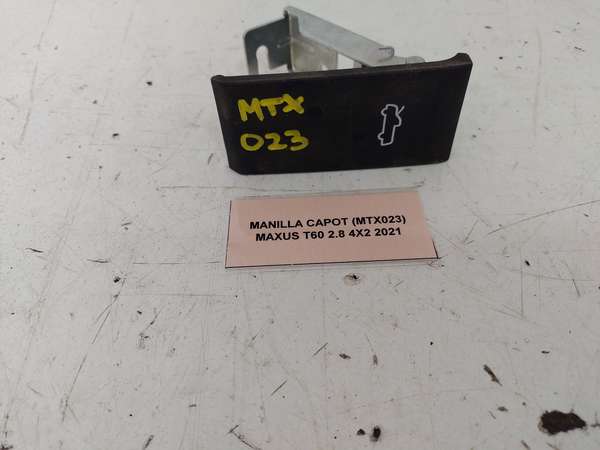 MTX
023
MANILLA CAPOT (MTX023)
MAXUS T60 2.8 4X2 2021